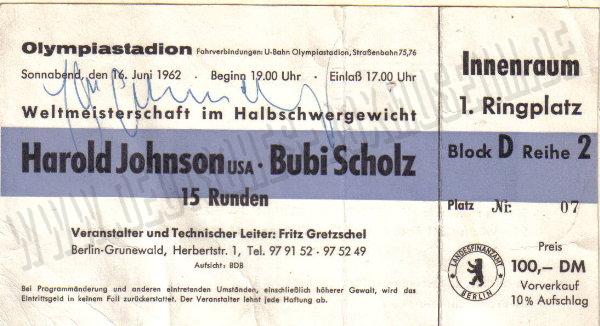 Olympiastadion Fahrverbindungen: U-Bahn Olympiastadion, Straßenbahn 75,76
Sonnabend, den 16. Juni 1962 · Beginn 19.00 Uhr · Einlaß 17.00 Uhr
Weltmeisterschaft im Halbschwergewicht
Harold Johnson USA · Bubi Scholz
15 Runden
Veranstalter und Technischer Leiter: Fritz Gretzschel
Berlin-Grunewald, Herbertstr. 1, Tel. 97 91 52 · 97 52 49
Aufsicht: BDB
Bei Programmänderung und anderen eintretenden Umständen, einschließlich höherer Gewalt, wird das
Eintrittsgeld in keinem Fall zurückerstattet. Der Veranstalter lehnt jede Haftung ab.
Innenraum
1. Ringplatz
Block D Reihe 2
Platz Nr. 07
LANDESFINANZAMT
BERLIN
Preis
100,– DM
Vorverkauf
10% Aufschlag